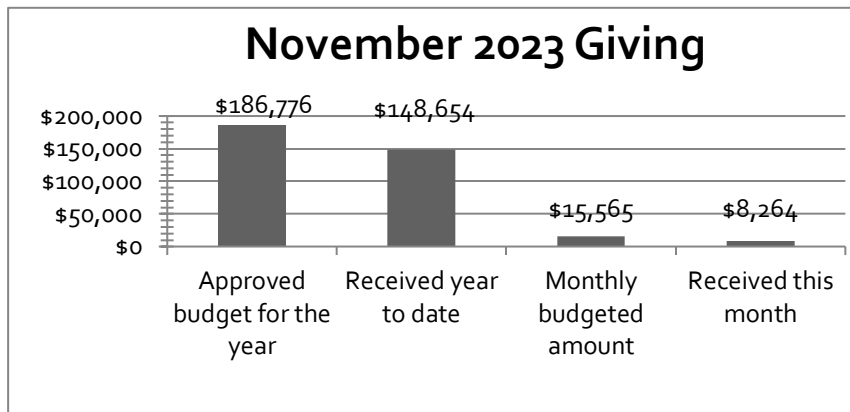 November 2023 Giving
$186,776
$148,654
$15,565
$8,264
$200,000
$150,000
$100,000
$50,000
$0
Approved
budget for the
year
Received year
to date
Monthly
budgeted
amount
Received this
month